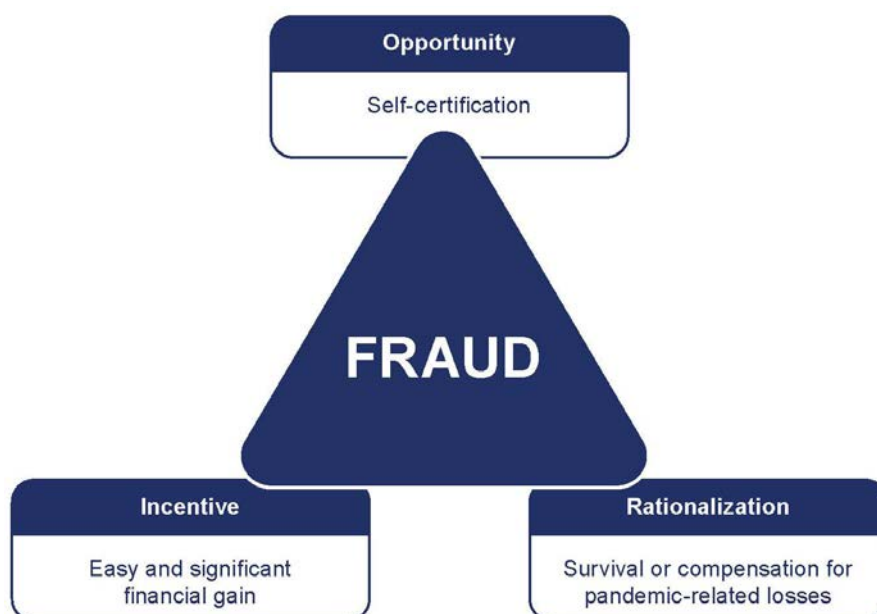 Opportunity
Self-certification
FRAUD
Incentive
Easy and significant
financial gain
Rationalization
Survival or compensation for
pandemic-related losses